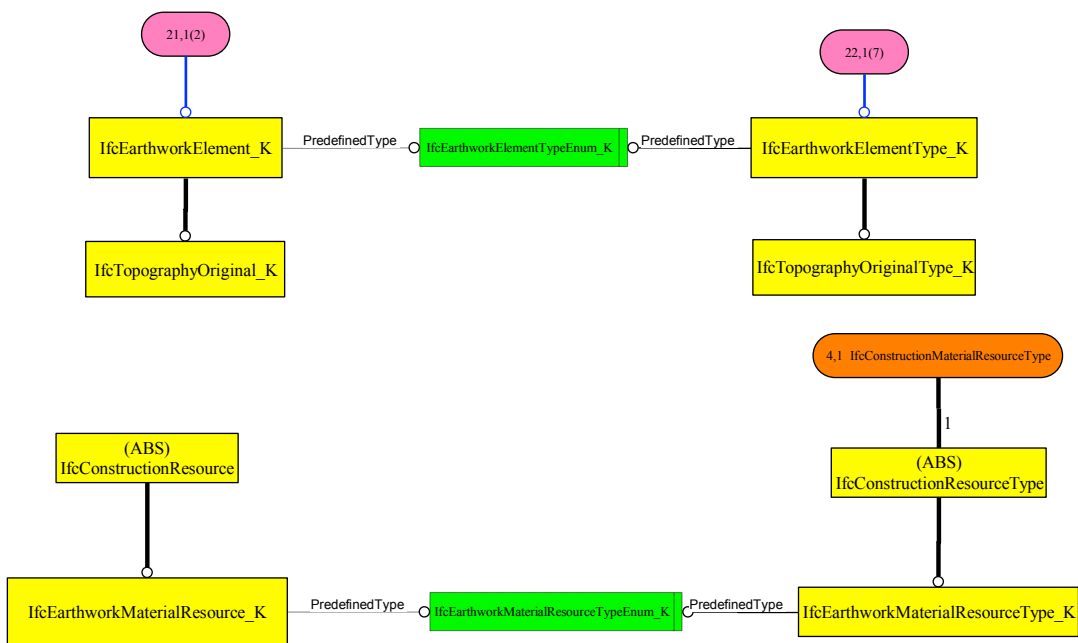 21,1(2)
22,1(7)
IfcEarthworkElement_K
PredefinedType
IfcEarthworkElementTypeEnum_K
PredefinedType
IfcEarthworkElementType_K
IfcTopographyOriginal_K
IfcTopographyOriginalType_K
4,1 IfcConstructionMaterialResourceType
1
(ABS)
IfcConstructionResource
(ABS)
IfcConstructionResourceType
IfcEarthworkMaterialResource_K
PredefinedType
IfcEarthworkMaterialResourceTypeEnum_K
PredefinedType
IfcEarthworkMaterialResourceType_K